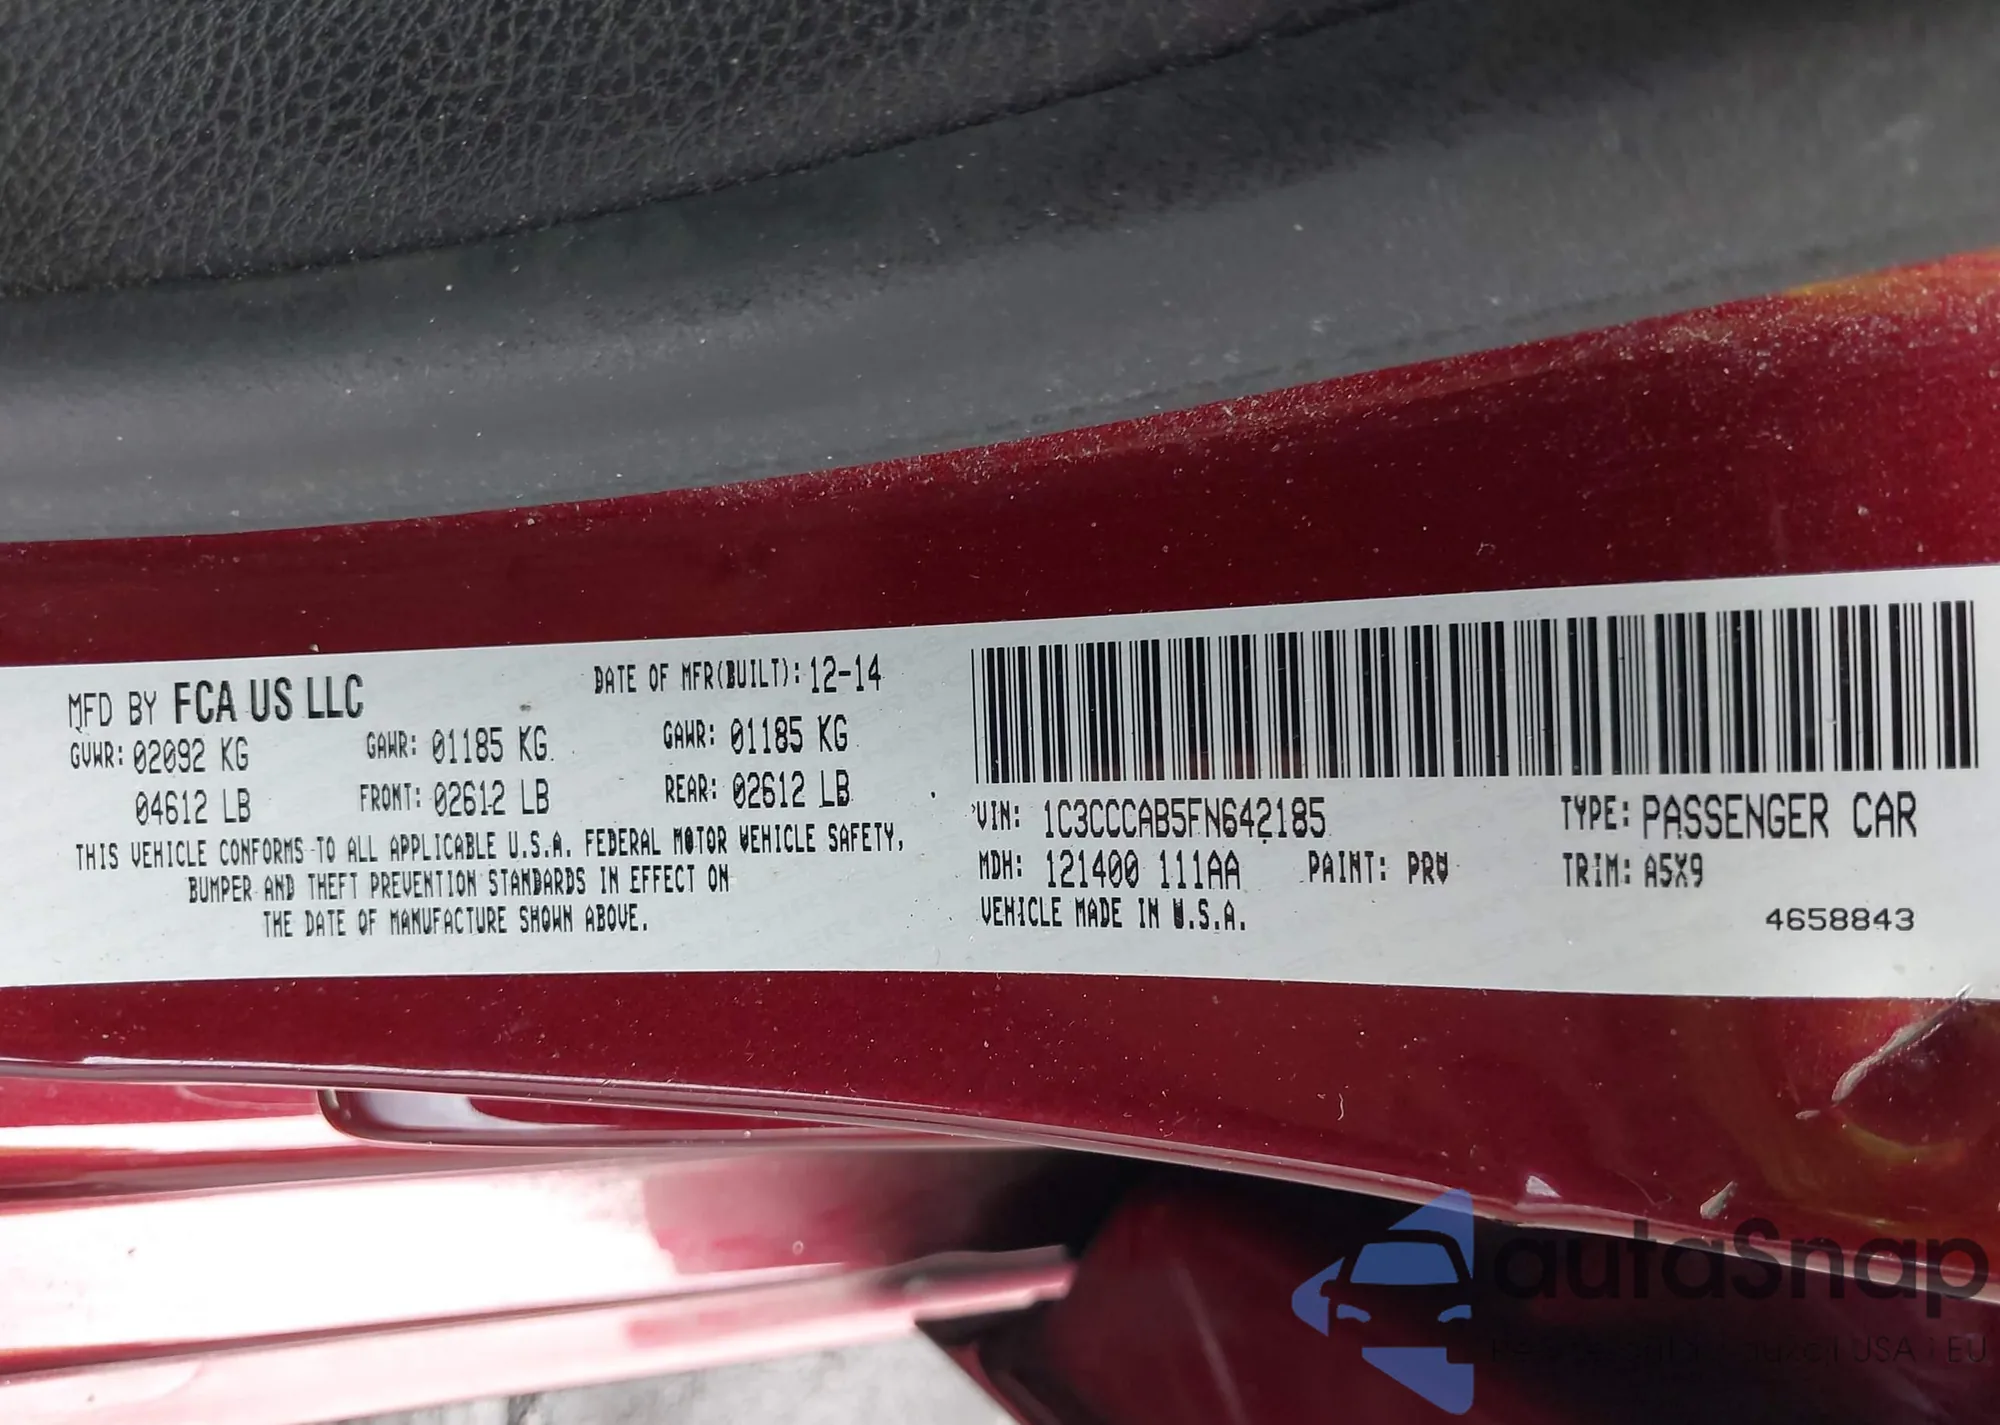 MFD BY FCA US LLC DATE OF MFR(BUILT): 12-14
GVWR: 02092 KG GAWR: 01185 KG GAWR: 01185 KG
04612 LB FRONT: 02612 LB REAR: 02612 LB
THIS VEHICLE CONFORMS TO ALL APPLICABLE U.S.A. FEDERAL MOTOR VEHICLE SAFETY,
BUMPER AND THEFT PREVENTION STANDARDS IN EFFECT ON
THE DATE OF MANUFACTURE SHOWN ABOVE.
VIN: 1C3CCCAB5FN642185 TYPE: PASSENGER CAR
MDH: 121400 111AA PAINT: PRV TRIM: A5X9
VEHICLE MADE IN U.S.A.
4658843
autaSnap
USA i EU